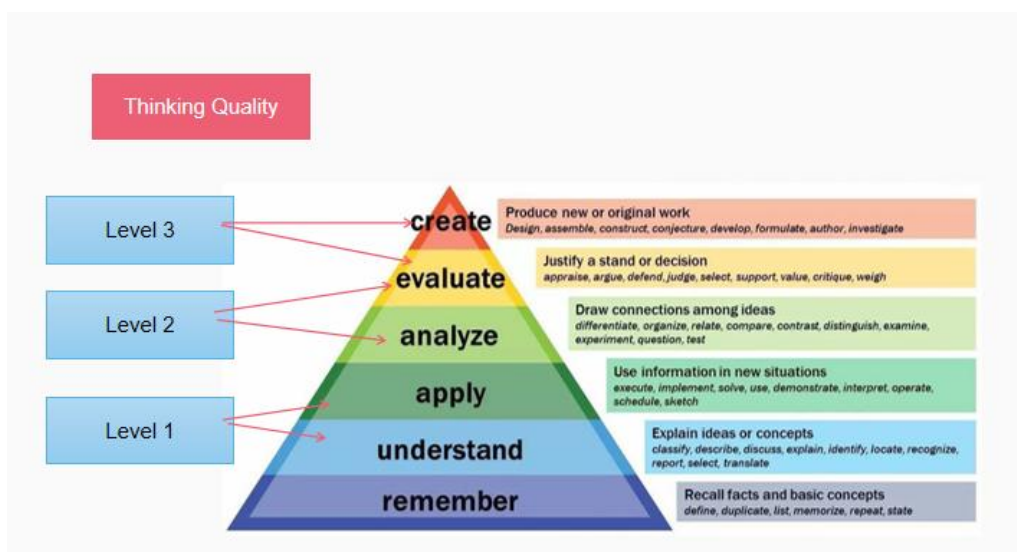 Thinking Quality
Level 3
Level 2
Level 1
create
evaluate
analyze
apply
understand
remember
Produce new or original work
Design, assemble, construct, conjecture, develop, formulate, author, investigate
Justify a stand or decision
appraise, argue, defend, judge, select, support, value, critique, weigh
Draw connections among ideas
differentiate, organize, relate, compare, contrast, distinguish, examine,
experiment, question, test
Use information in new situations
execute, implement, solve, use, demonstrate, interpret, operate,
schedule, sketch
Explain ideas or concepts
classify, describe, discuss, explain, identify, locate, recognize,
report, select, translate
Recall facts and basic concepts
define, duplicate, list, memorize, repeat, state